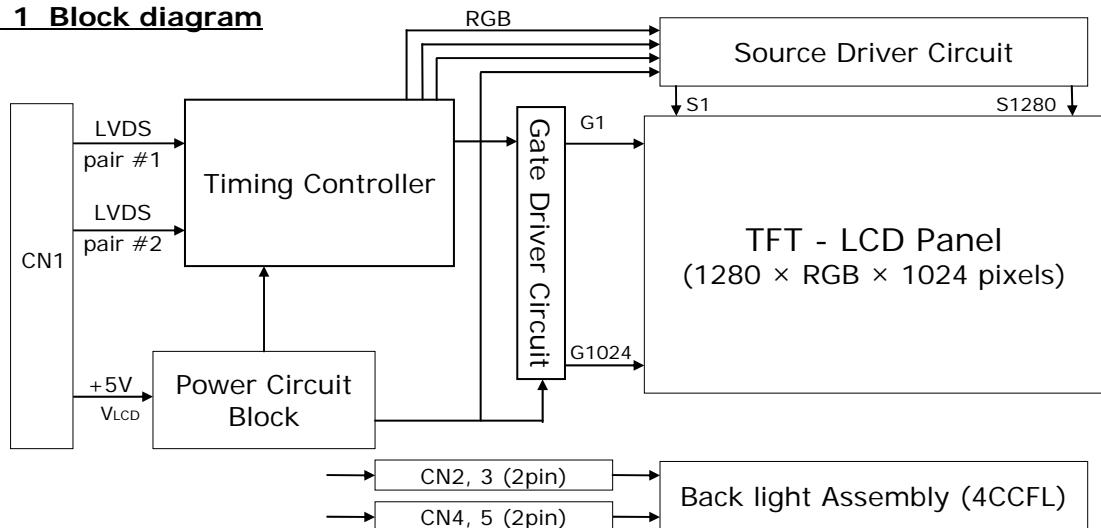 1 Block diagram
RGB
Source Driver Circuit
S1
S1280
CN1
LVDS
pair #1
LVDS
pair #2
Timing Controller
Gate Driver Circuit
G1
G1024
TFT - LCD Panel
(1280 × RGB × 1024 pixels)
+5V
VLCD
Power Circuit
Block
CN2, 3 (2pin)
CN4, 5 (2pin)
Back light Assembly (4CCFL)